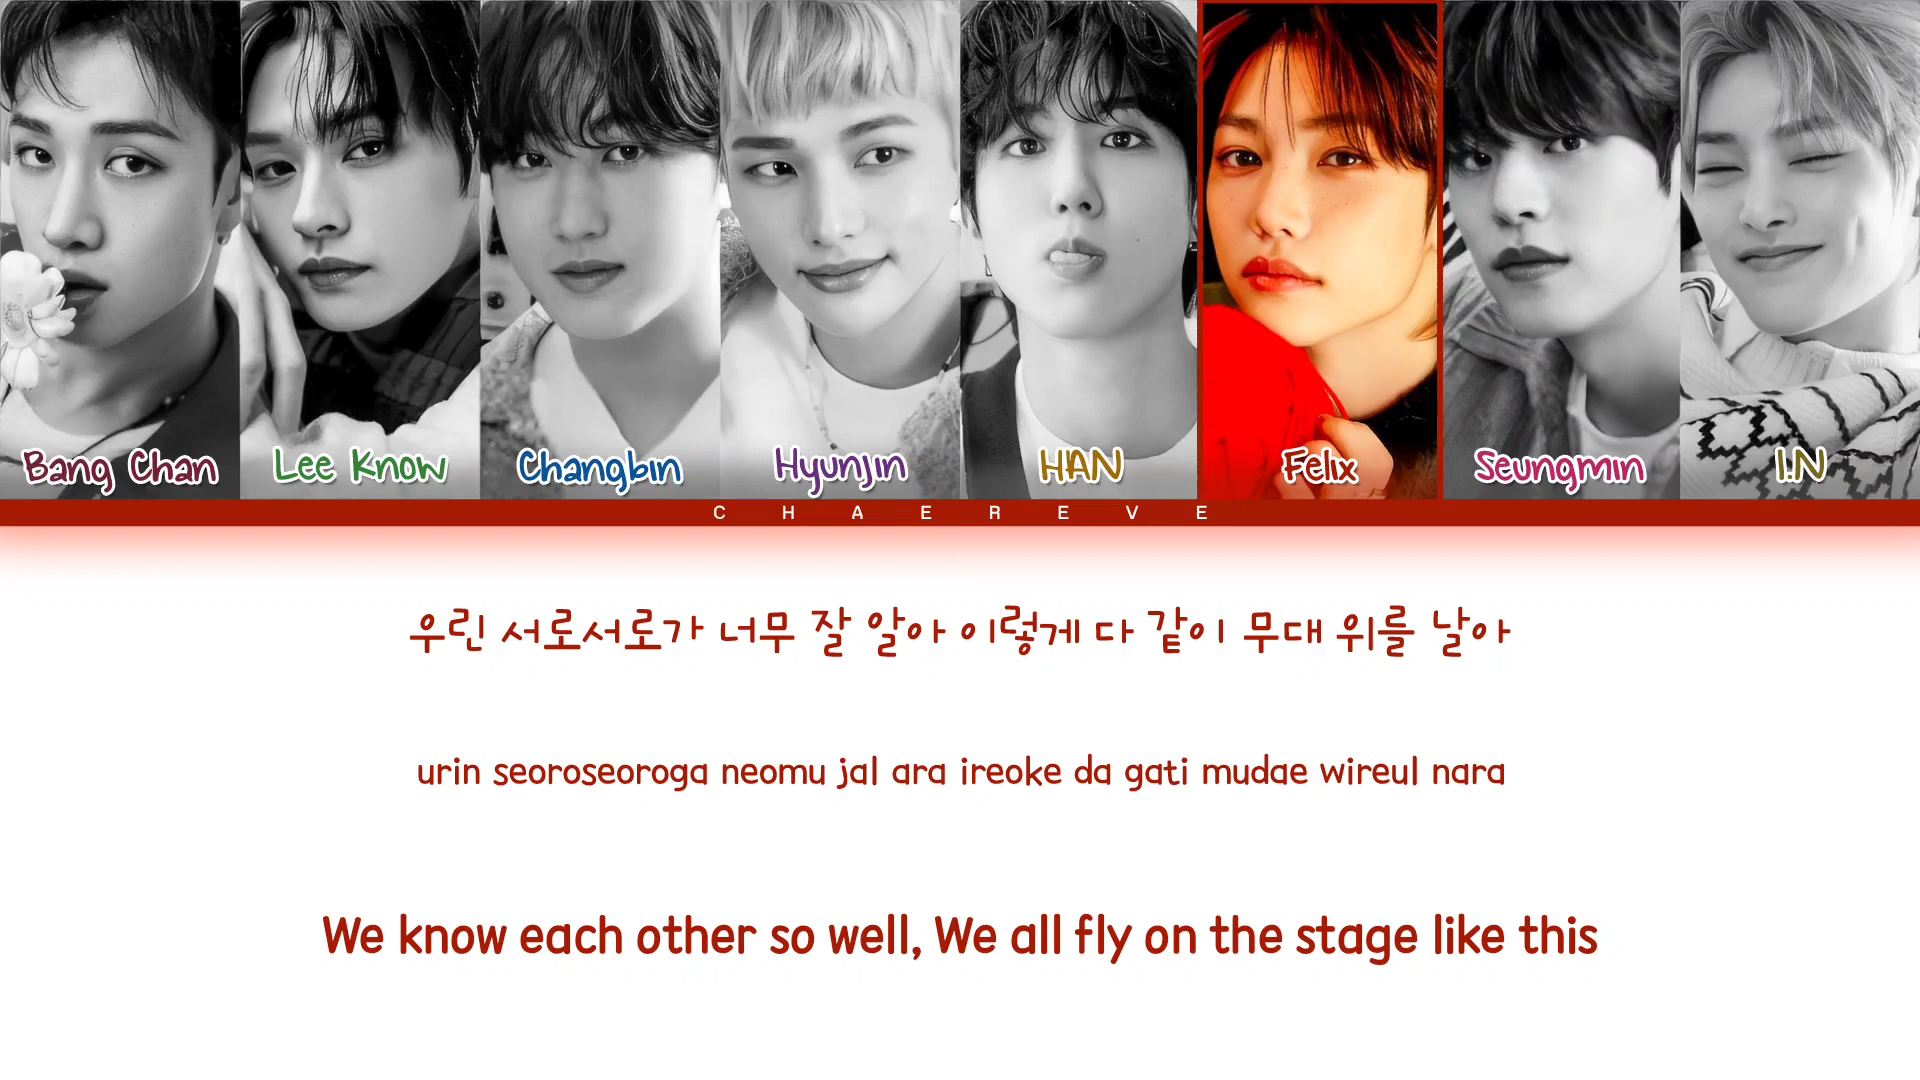 Bang Chan Lee Know Changbin Hyunjin HAN Felix Seungmin I.N
CHAEREVE
우린 서로서로가 너무 잘 알아 이렇게 다 같이 무대 위를 날아
urin seoroseoroga neomu jal ara ireoke da gati mudae wireul nara
We know each other so well, We all fly on the stage like this